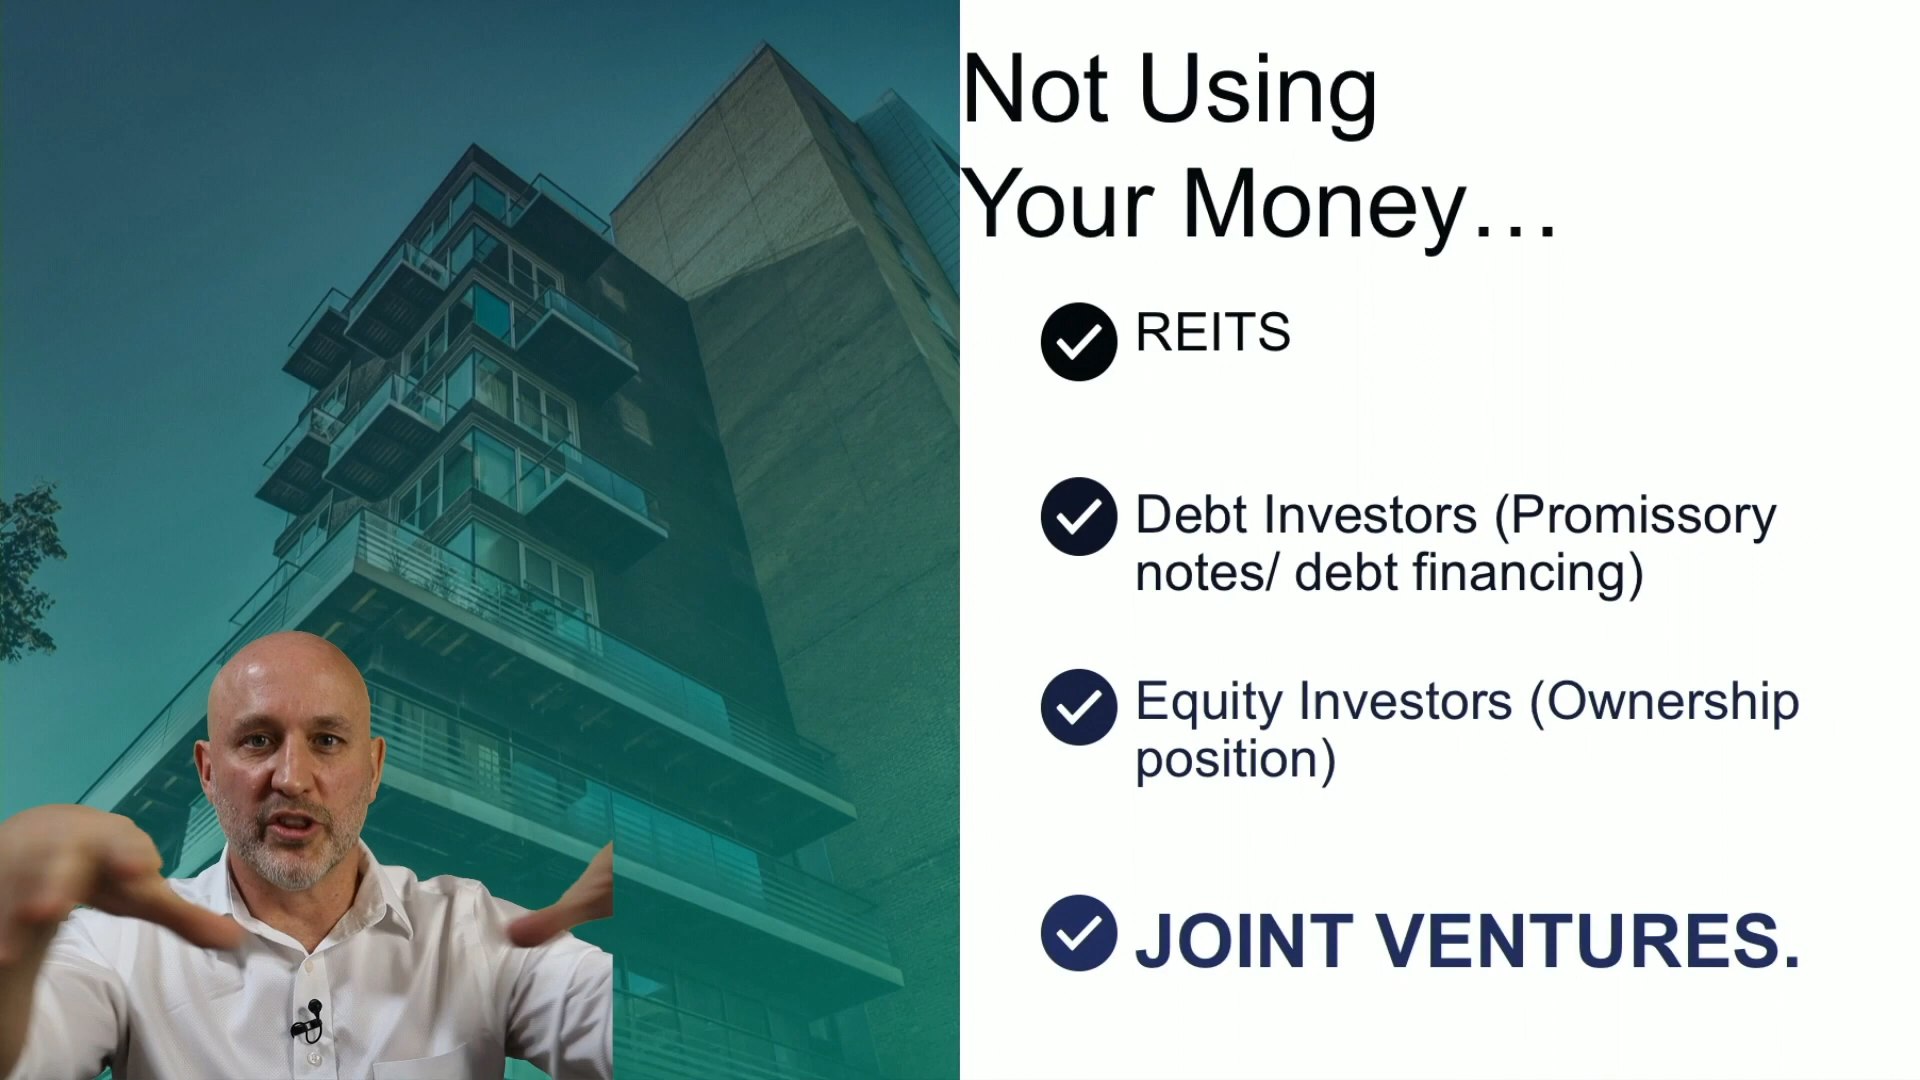 Not Using
Your Money…
REITS
Debt Investors (Promissory
notes/ debt financing)
Equity Investors (Ownership
position)
JOINT VENTURES.